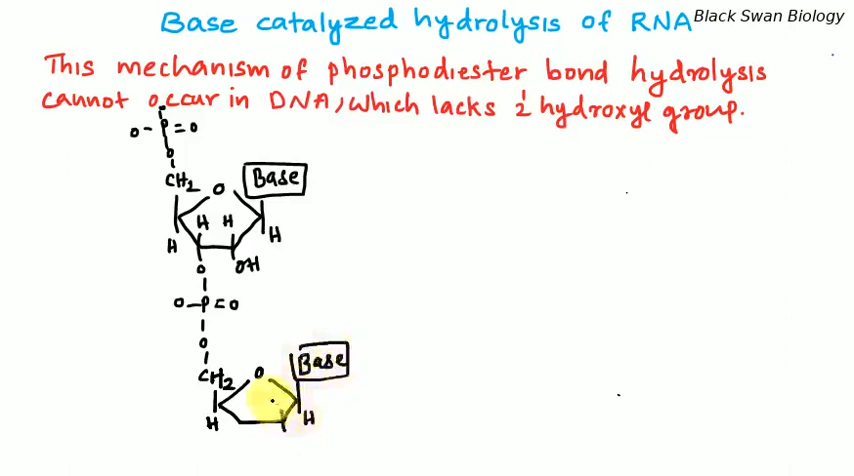 Base catalyzed hydrolysis of RNA
Black Swan Biology
This mechanism of phosphodiester bond hydrolysis
cannot occur in DNA, which lacks 2' hydroxyl group.
O-P=O
O
CH2
O
Base
H
H
H
H
O
OH
O-P=O
O
CH2
O
Base
H
H